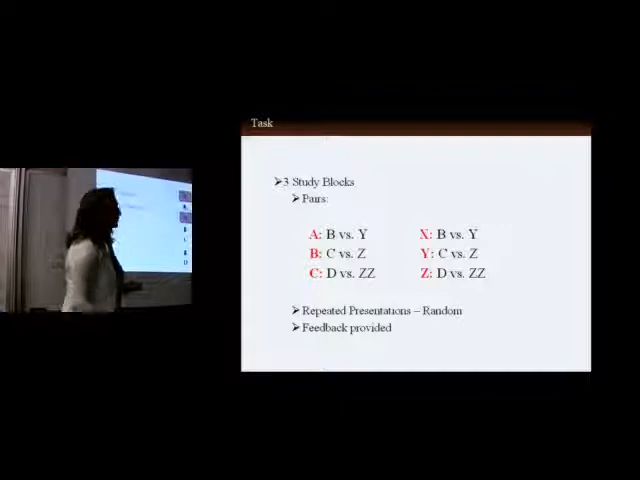 Task
➢3 Study Blocks
➢Pairs:
A: B vs. Y X: B vs. Y
B: C vs. Z Y: C vs. Z
C: D vs. ZZ Z: D vs. ZZ
➢Repeated Presentations – Random
➢Feedback provided